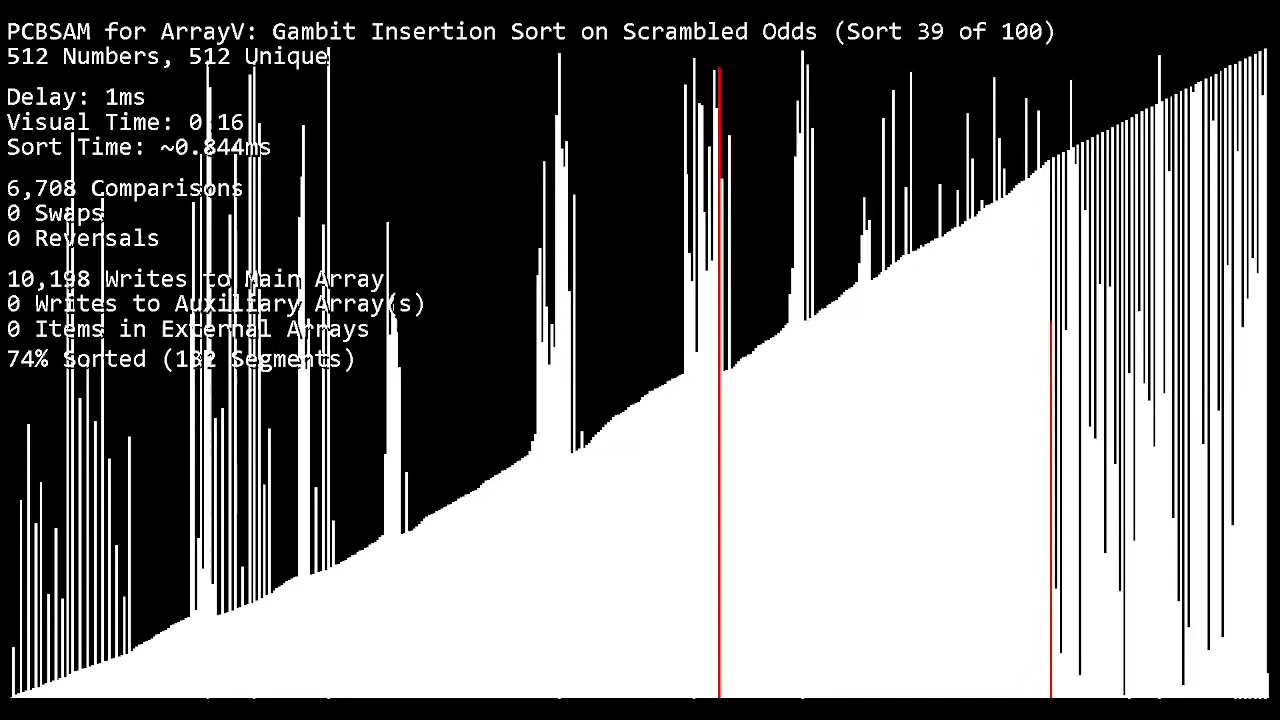 PCBSAM for ArrayV: Gambit Insertion Sort on Scrambled Odds (Sort 39 of 100)
512 Numbers, 512 Unique
Delay: 1ms
Visual Time: 0:16
Sort Time: ~0.844ms
6,708 Comparisons
0 Swaps
0 Reversals
10,198 Writes to Main Array
0 Writes to Auxiliary Array(s)
0 Items in External Arrays
74% Sorted (132 Segments)